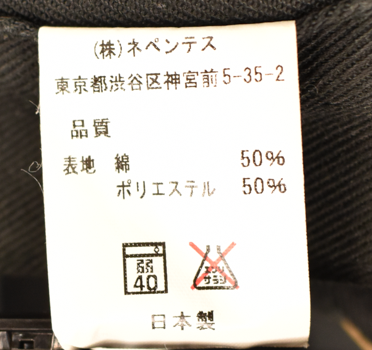 (株)ネペンテス
東京都渋谷区神宮前5-35-2
品質
表地 綿 50%
ポリエステル 50%
弱
40
エンソ
サラシ
日本製